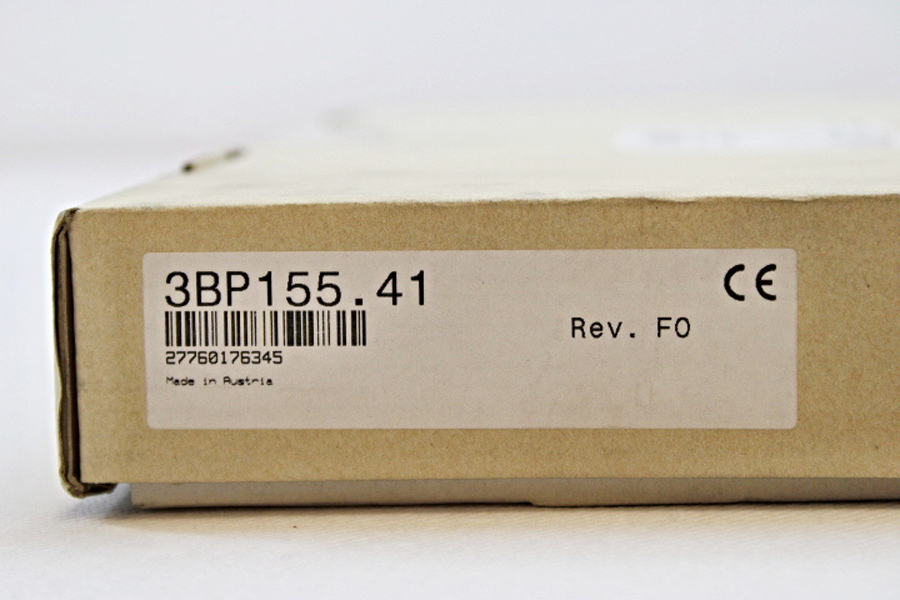 3BP155.41
CE
Rev. F0
27760176345
Made in Austria